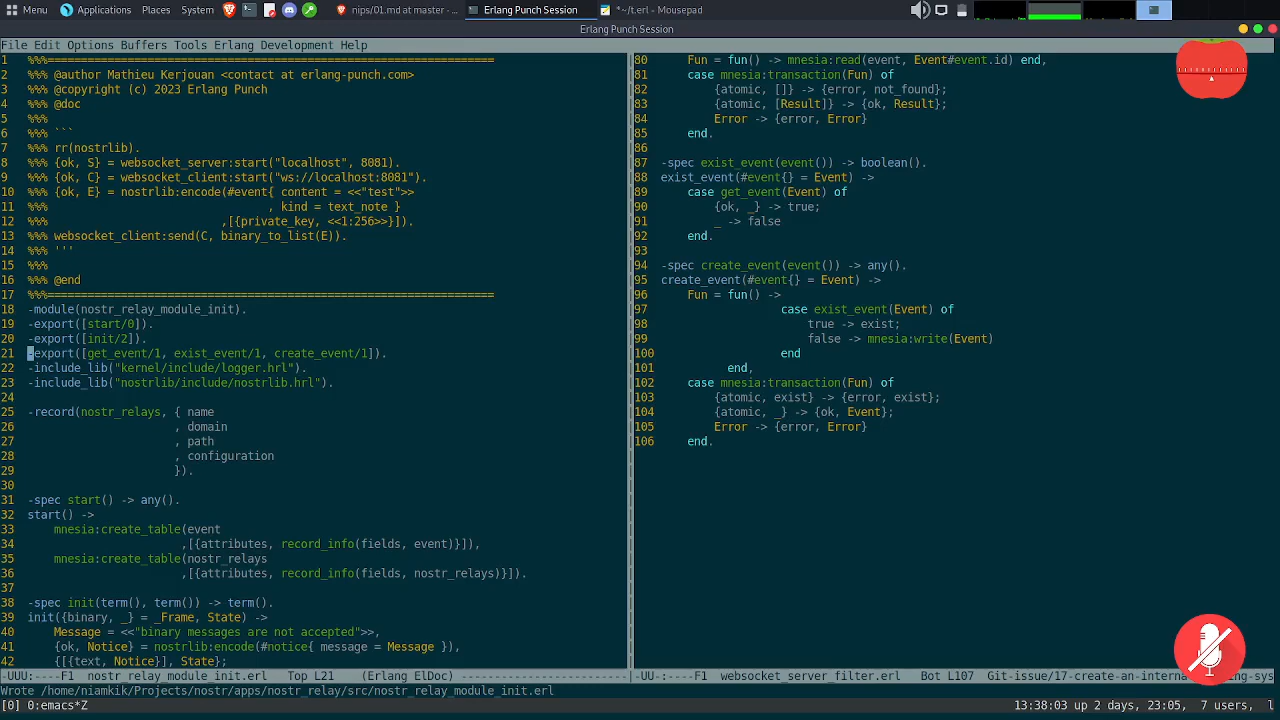 Menu Applications Places System nips/01.md at master - ... Erlang Punch Session *~/t.erl - Mousepad
Erlang Punch Session
File Edit Options Buffers Tools Erlang Development Help
1 %%%===================================================================
2 %%% @author Mathieu Kerjouan <contact at erlang-punch.com>
3 %%% @copyright (c) 2023 Erlang Punch
4 %%% @doc
5 %%%
6 %%% ```
7 %%% rr(nostrlib).
8 %%% {ok, S} = websocket_server:start("localhost", 8081).
9 %%% {ok, C} = websocket_client:start("ws://localhost:8081").
10 %%% {ok, E} = nostrlib:encode(#event{ content = <<"test">>
11 %%%                                 , kind = text_note }
12 %%%                         ,[{private_key, <<1:256>>}]).
13 %%% websocket_client:send(C, binary_to_list(E)).
14 %%% '''
15 %%%
16 %%% @end
17 %%%===================================================================
18 -module(nostr_relay_module_init).
19 -export([start/0]).
20 -export([init/2]).
21 -export([get_event/1, exist_event/1, create_event/1]).
22 -include_lib("kernel/include/logger.hrl").
23 -include_lib("nostrlib/include/nostrlib.hrl").
24
25 -record(nostr_relays, { name
26                       , domain
27                       , path
28                       , configuration
29                       }).
30
31 -spec start() -> any().
32 start() ->
33     mnesia:create_table(event
34                        ,[{attributes, record_info(fields, event)}]),
35     mnesia:create_table(nostr_relays
36                        ,[{attributes, record_info(fields, nostr_relays)}]).
37
38 -spec init(term(), term()) -> term().
39 init({binary, _} = _Frame, State) ->
40     Message = <<"binary messages are not accepted">>,
41     {ok, Notice} = nostrlib:encode(#notice{ message = Message }),
42     {[{text, Notice}], State};
-UUU:----F1 nostr_relay_module_init.erl Top L21 (Erlang ElDoc) ---------------------
80     Fun = fun() -> mnesia:read(event, Event#event.id) end,
81     case mnesia:transaction(Fun) of
82         {atomic, []} -> {error, not_found};
83         {atomic, [Result]} -> {ok, Result};
84         Error -> {error, Error}
85     end.
86
87 -spec exist_event(event()) -> boolean().
88 exist_event(#event{} = Event) ->
89     case get_event(Event) of
90         {ok, _} -> true;
91         _ -> false
92     end.
93
94 -spec create_event(event()) -> any().
95 create_event(#event{} = Event) ->
96     Fun = fun() ->
97                   case exist_event(Event) of
98                       true -> exist;
99                       false -> mnesia:write(Event)
100                   end
101           end,
102     case mnesia:transaction(Fun) of
103         {atomic, exist} -> {error, exist};
104         {atomic, _} -> {ok, Event};
105         Error -> {error, Error}
106     end.
-UU-:----F1 websocket_server_filter.erl Bot L107 Git-issue/17-create-an-interna
Wrote /home/niamkik/Projects/nostr/apps/nostr_relay/src/nostr_relay_module_init.erl
[0] 0:emacs*Z 13:38:03 up 2 days, 23:05, 7 users, l